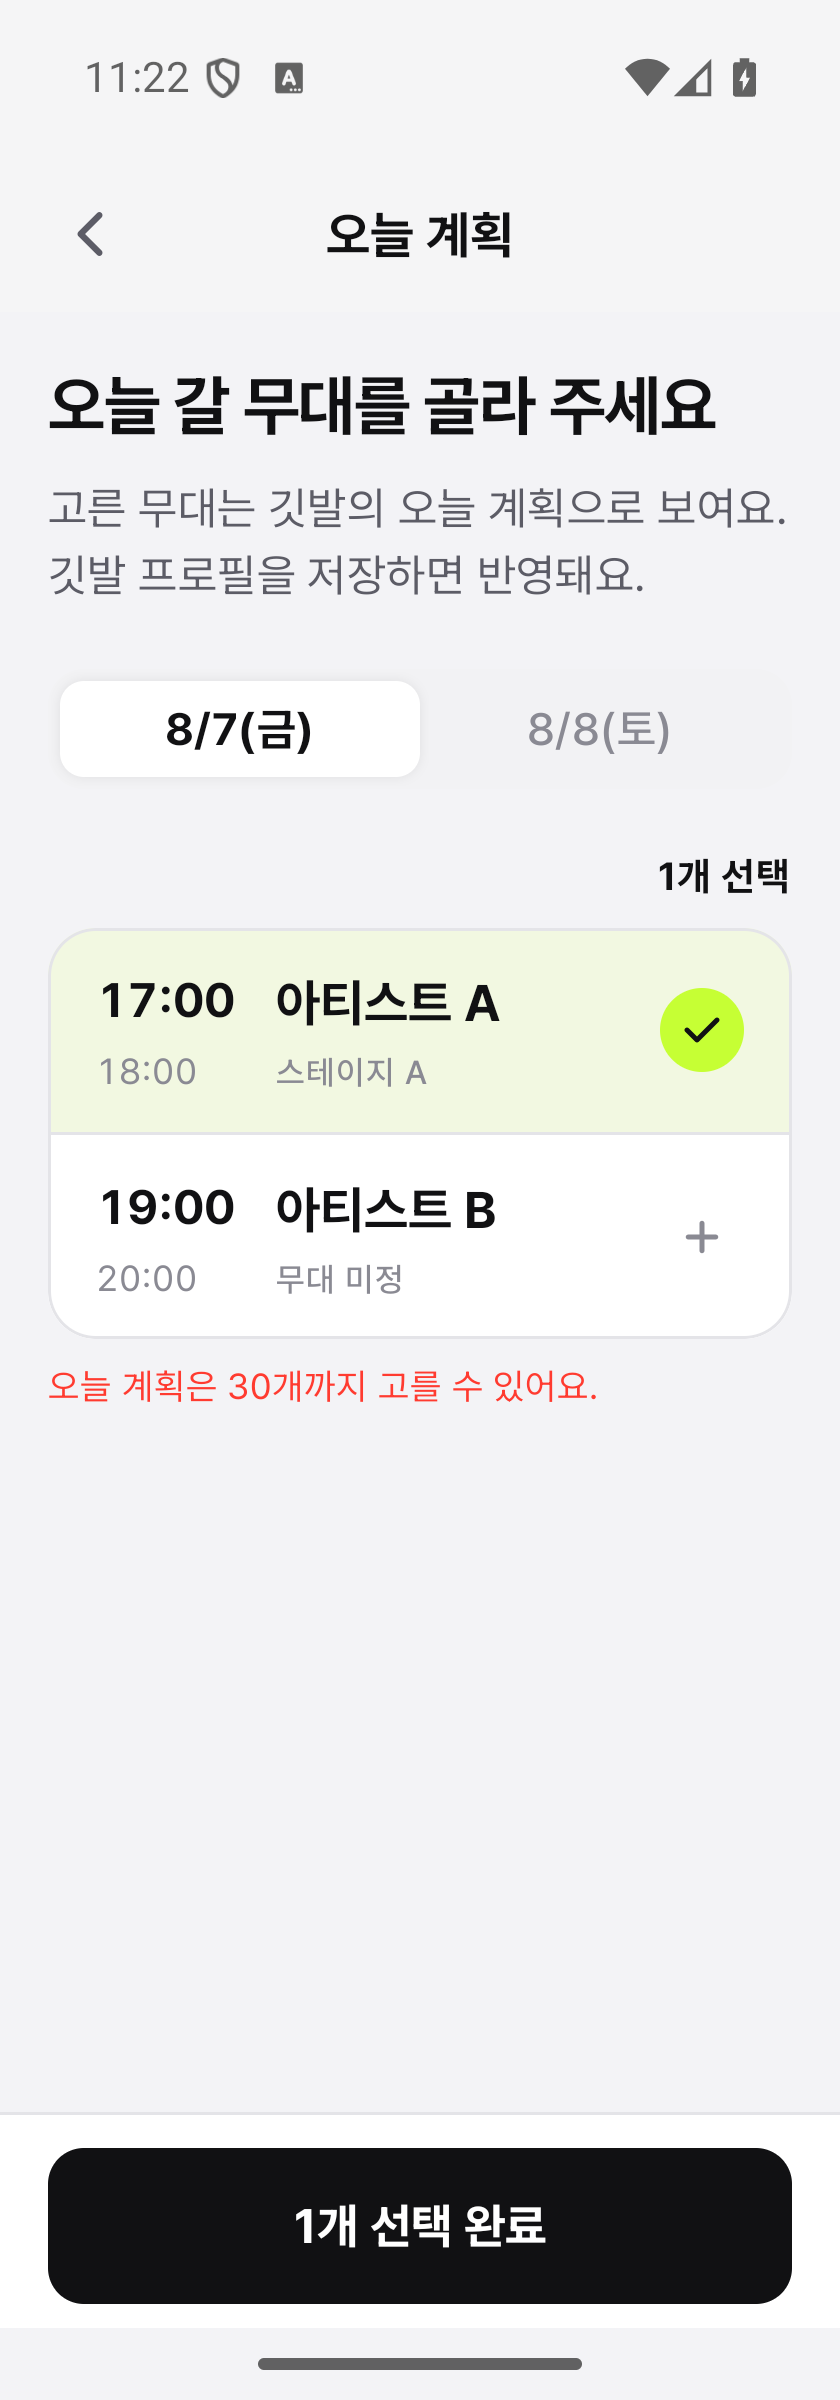 11:22
오늘 계획
오늘 갈 무대를 골라 주세요
고른 무대는 깃발의 오늘 계획으로 보여요.
깃발 프로필을 저장하면 반영돼요.
8/7(금) 8/8(토)
1개 선택
17:00 아티스트 A
18:00 스테이지 A
19:00 아티스트 B
20:00 무대 미정
오늘 계획은 30개까지 고를 수 있어요.
1개 선택 완료